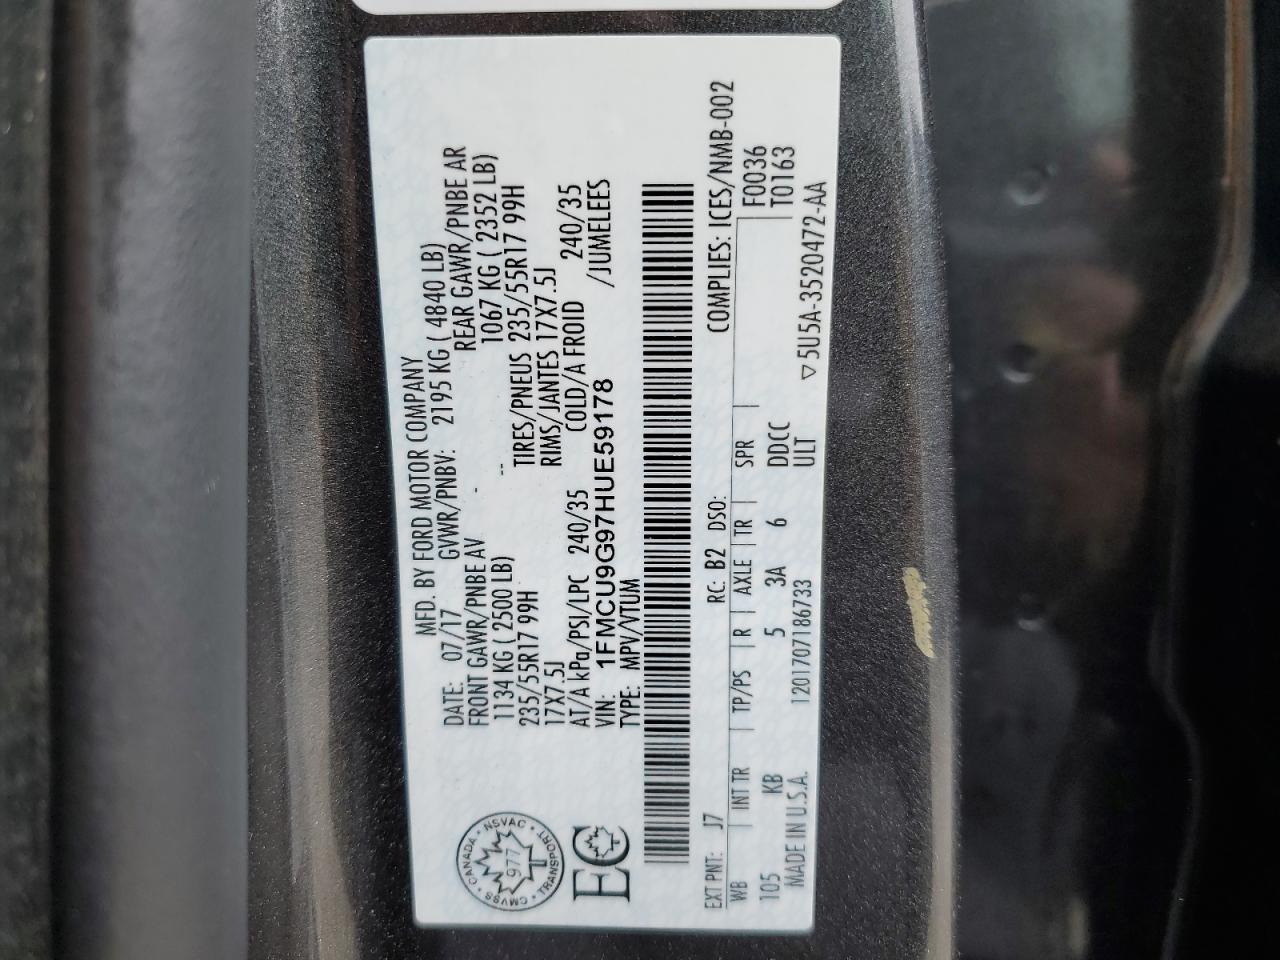 MFD. BY FORD MOTOR COMPANY
DATE: 07/17 GVWR/PNBV: 2195 KG ( 4840 LB)
FRONT GAWR/PNBE AV - REAR GAWR/PNBE AR
1134 KG ( 2500 LB) -- 1067 KG ( 2352 LB)
235/55R17 99H TIRES/PNEUS 235/55R17 99H
17X7.5J RIMS/JANTES 17X7.5J
AT/A kPa/PSI/LPC 240/35 COLD/A FROID 240/35
VIN: 1FMCU9G97HUE59178 /JUMELEES
TYPE: MPV/VTUM
CANADA · NSVAC · TRANSPORT · CMVSS
977
EC
EXT PNT: J7 RC: B2 DSO: COMPLIES: ICES/NMB-002
WB INT TR TP/PS R AXLE TR SPR F0036
105 KB 5 3A 6 DDCC T0163
MADE IN U.S.A. 1201707186733 ULT ▽5U5A-3520472-AA